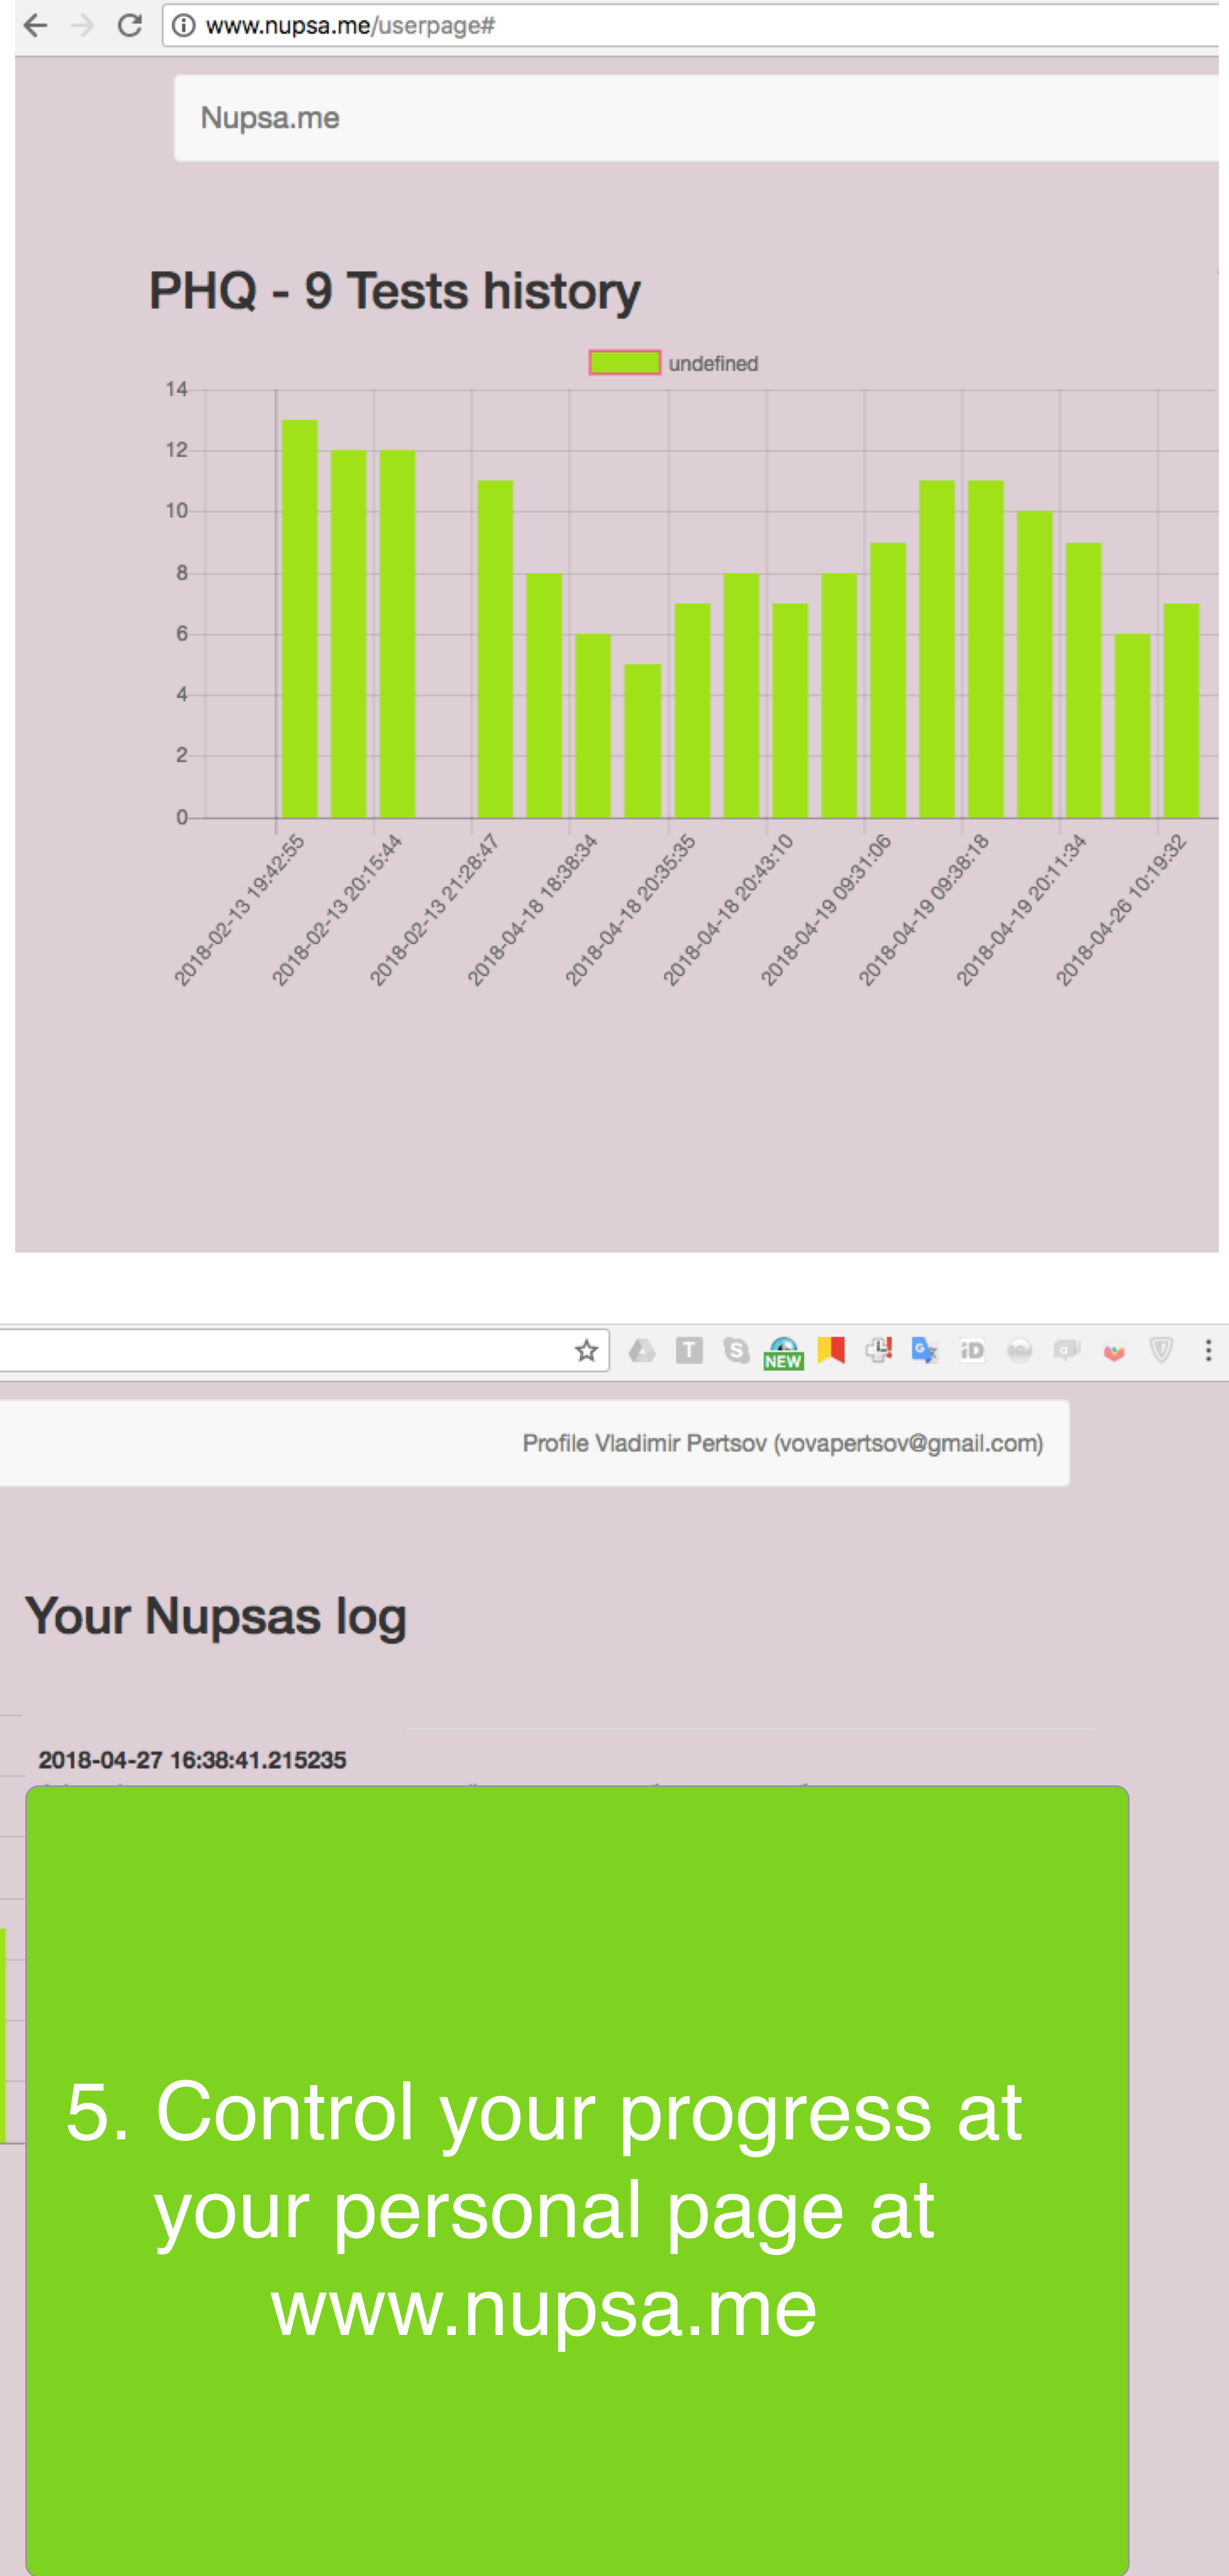 www.nupsa.me/userpage#
Nupsa.me
PHQ - 9 Tests history
undefined
14
12
10
8
6
4
2
0
2018-02-13 19:42:55
2018-02-13 20:15:44
2018-02-13 21:28:47
2018-04-18 18:38:34
2018-04-18 20:35:35
2018-04-18 20:43:10
2018-04-19 09:31:06
2018-04-19 09:38:18
2018-04-19 20:11:34
2018-04-26 10:19:32
T
S
NEW
G
iD
Profile Vladimir Pertsov (vovapertsov@gmail.com)
Your Nupsas log
2018-04-27 16:38:41.215235
5. Control your progress at
your personal page at
www.nupsa.me